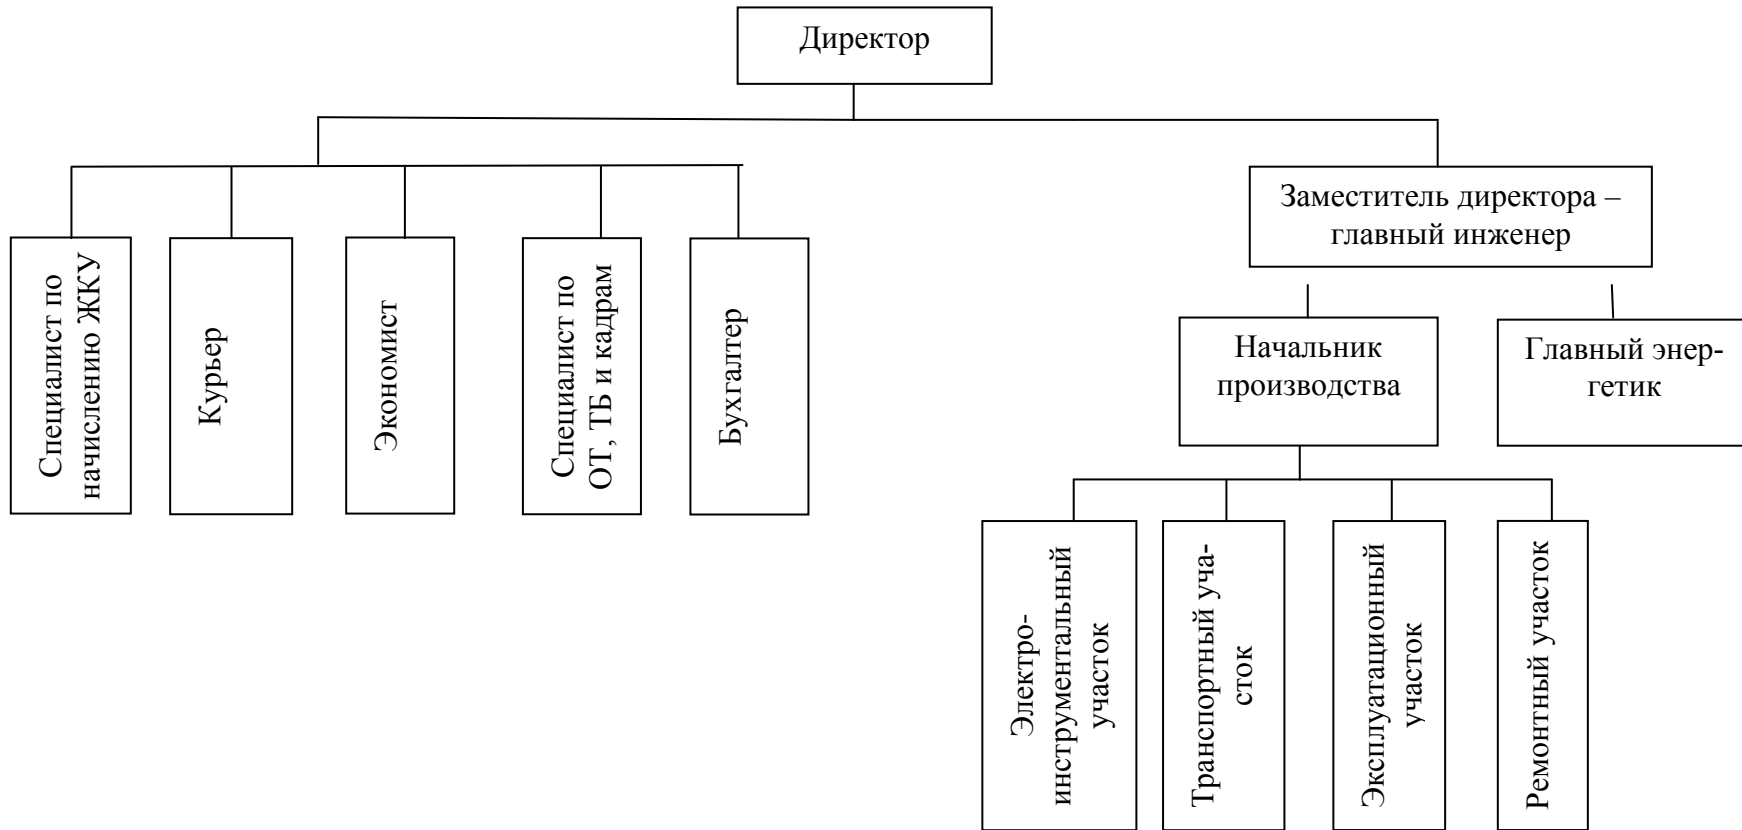 Директор
Заместитель директора –
главный инженер
Специалист по
начислению ЖКУ
Курьер
Экономист
Специалист по
ОТ , ТБ и кадрам
Бухгалтер
Начальник
производства
Главный энер-
гетик
Электро-
инструментальный
участок
Транспортный уча-
сток
Эксплуатационный
участок
Ремонтный участок